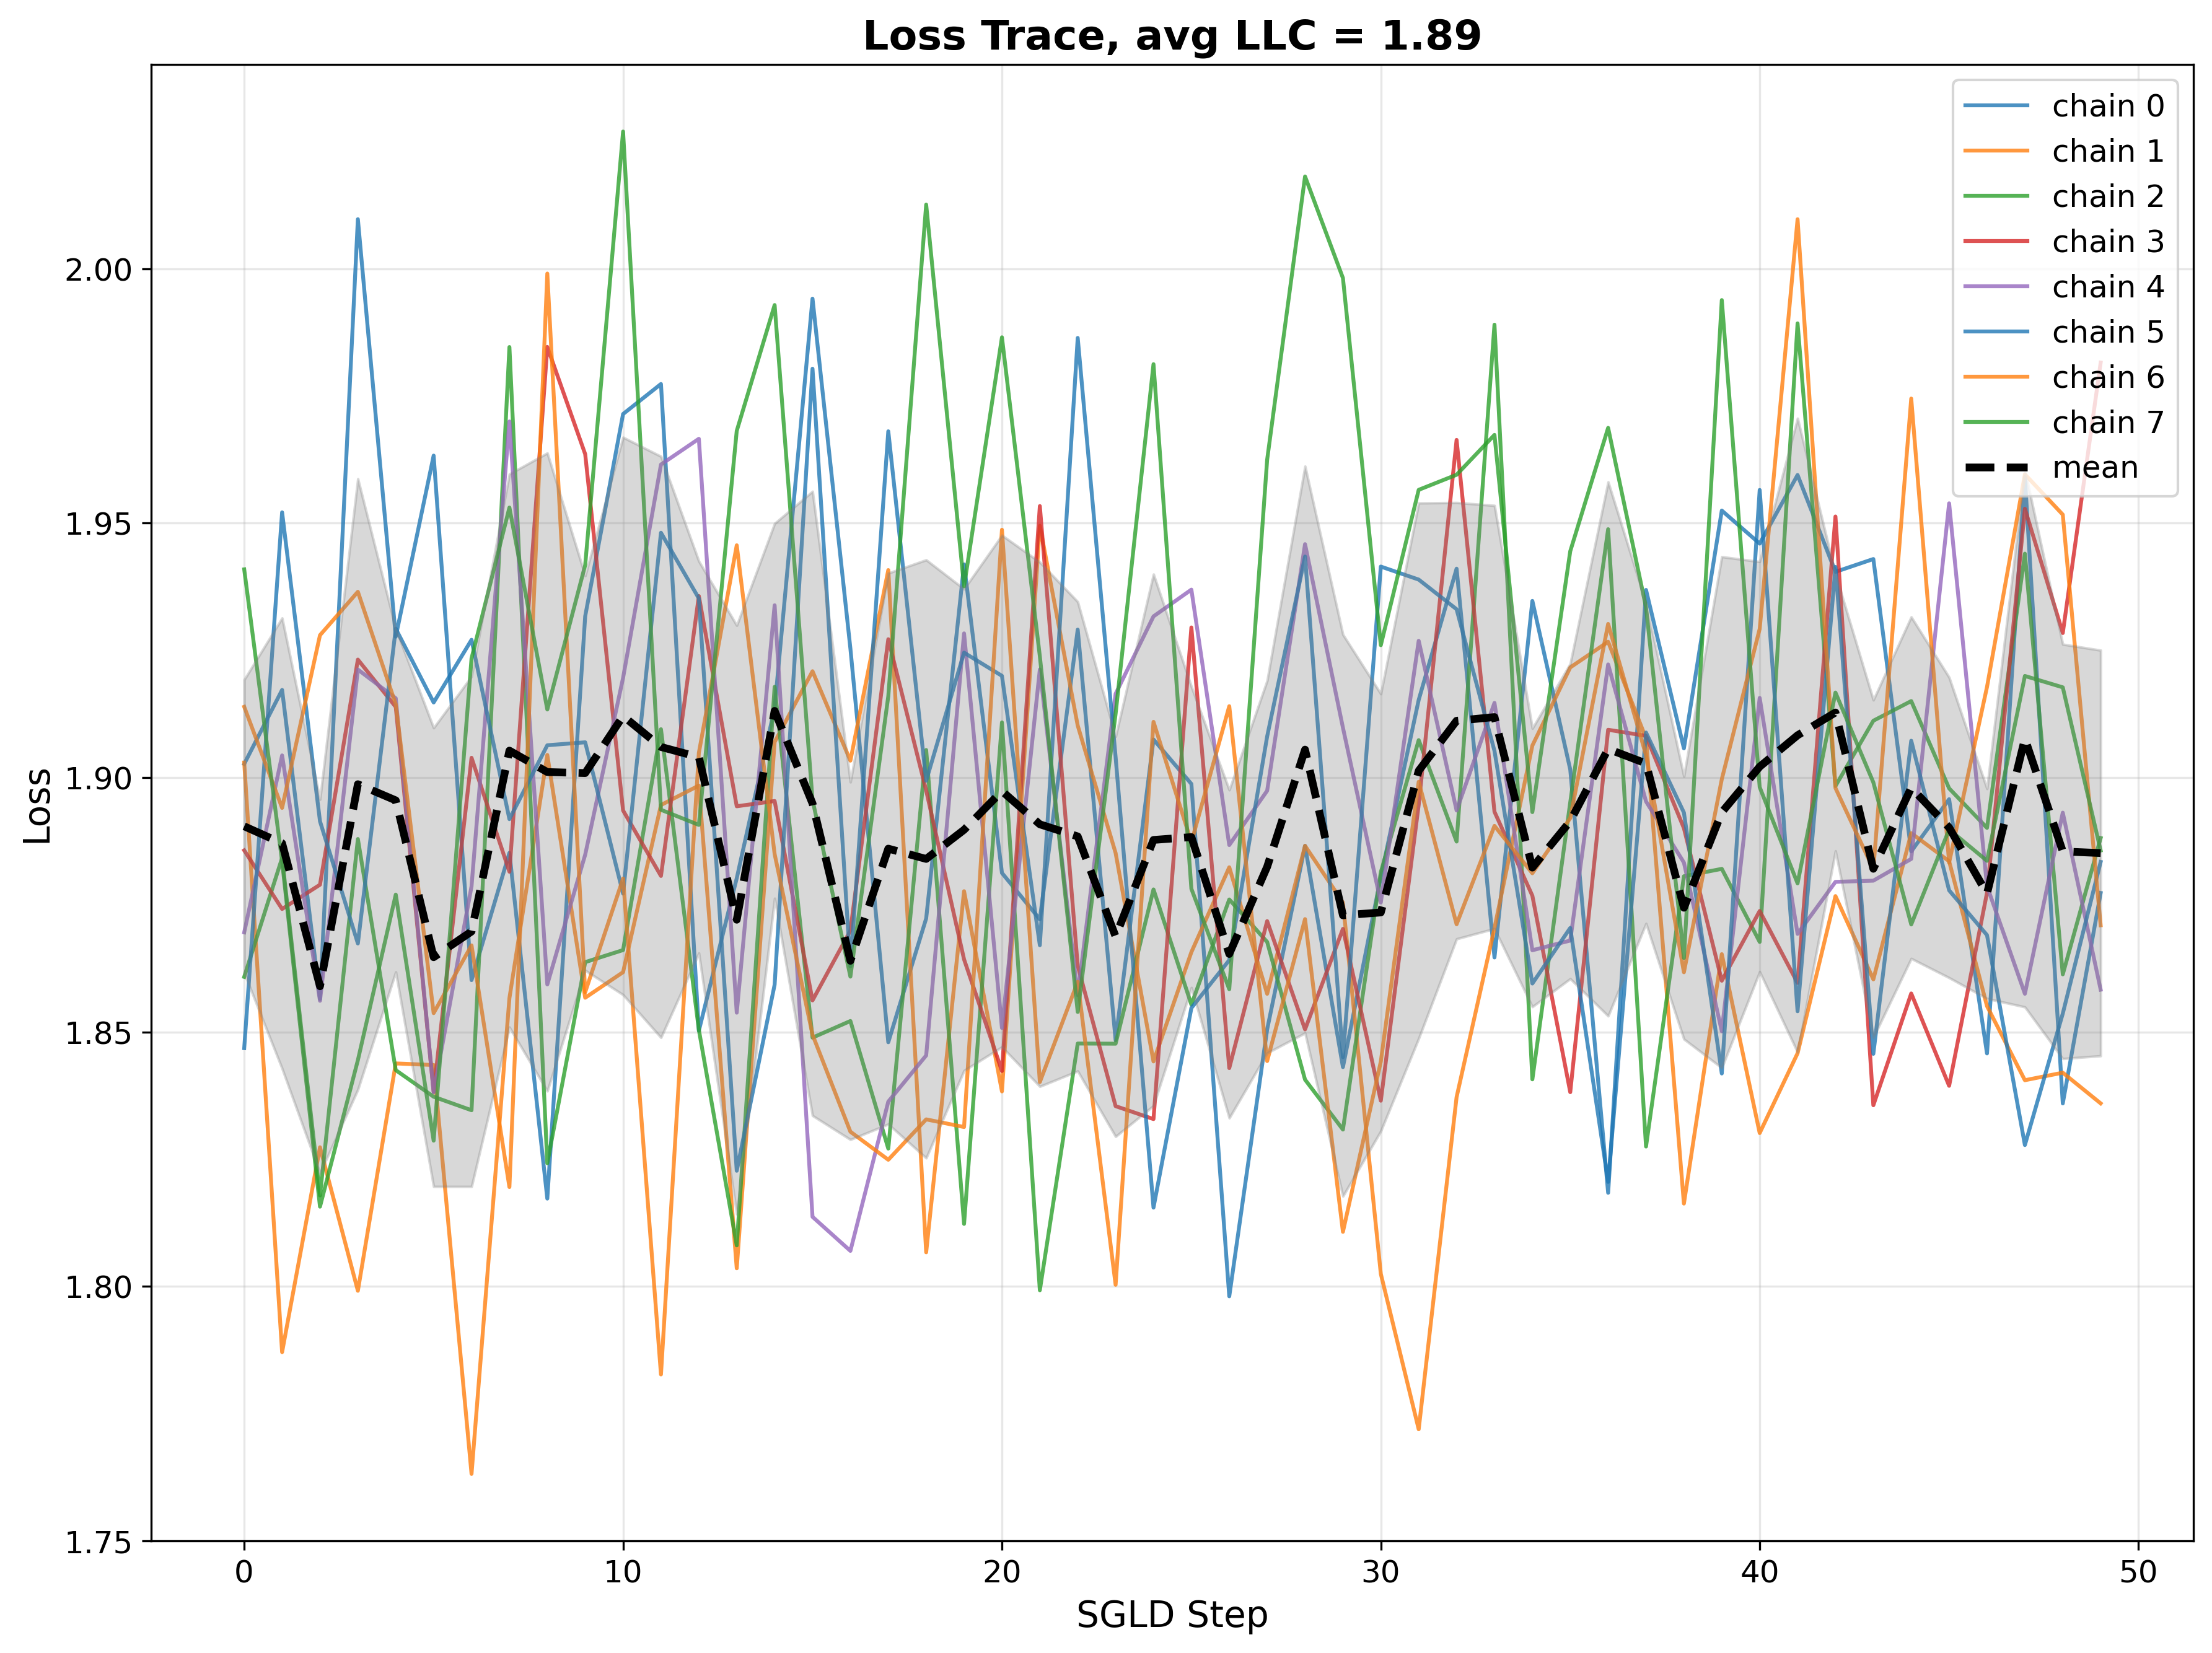 Loss Trace, avg LLC = 1.89
chain 0
chain 1
chain 2
chain 3
chain 4
chain 5
chain 6
chain 7
mean
Loss
2.00
1.95
1.90
1.85
1.80
1.75
0 10 20 30 40 50
SGLD Step